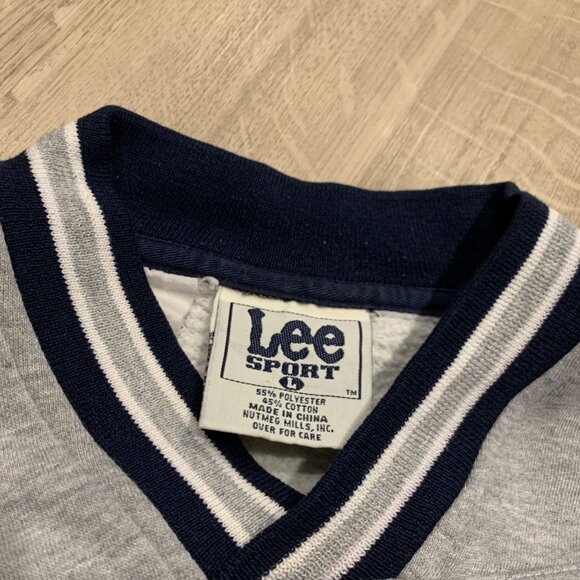 Lee
SPORT
L
™
55% POLYESTER
45% COTTON
MADE IN CHINA
NUTMEG MILLS, INC.
OVER FOR CARE